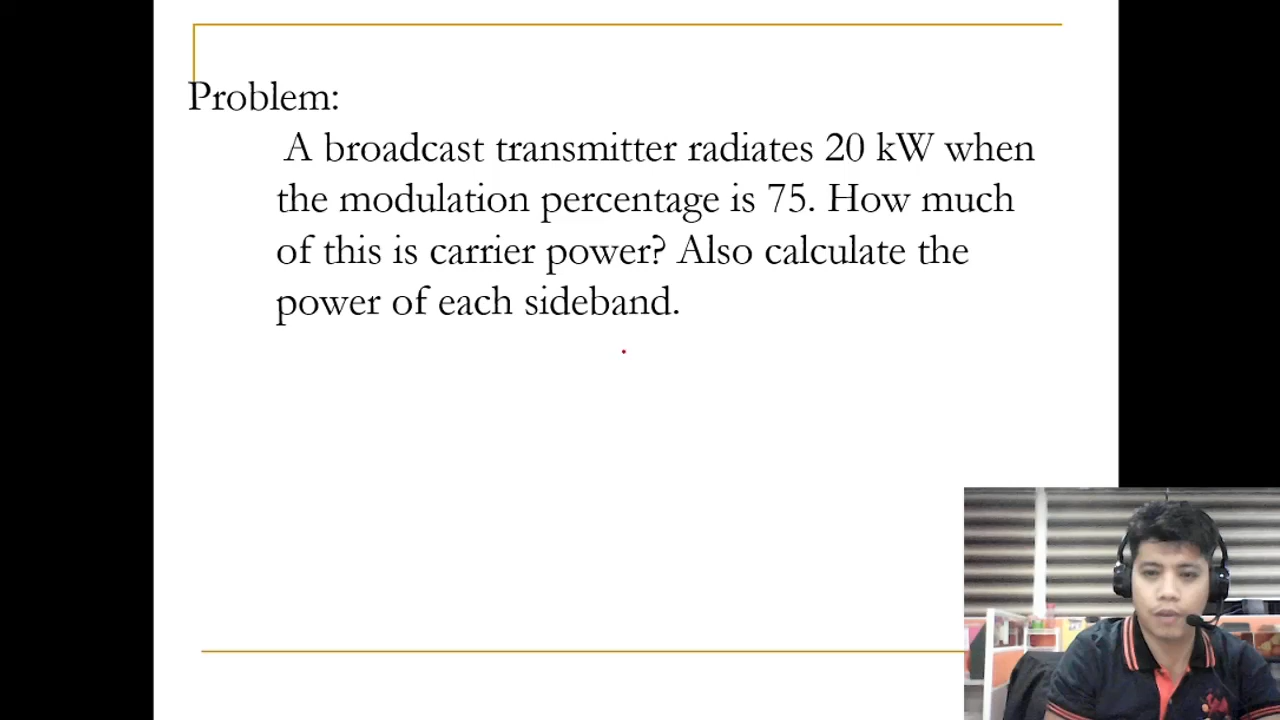 Problem:
A broadcast transmitter radiates 20 kW when
the modulation percentage is 75. How much
of this is carrier power? Also calculate the
power of each sideband.